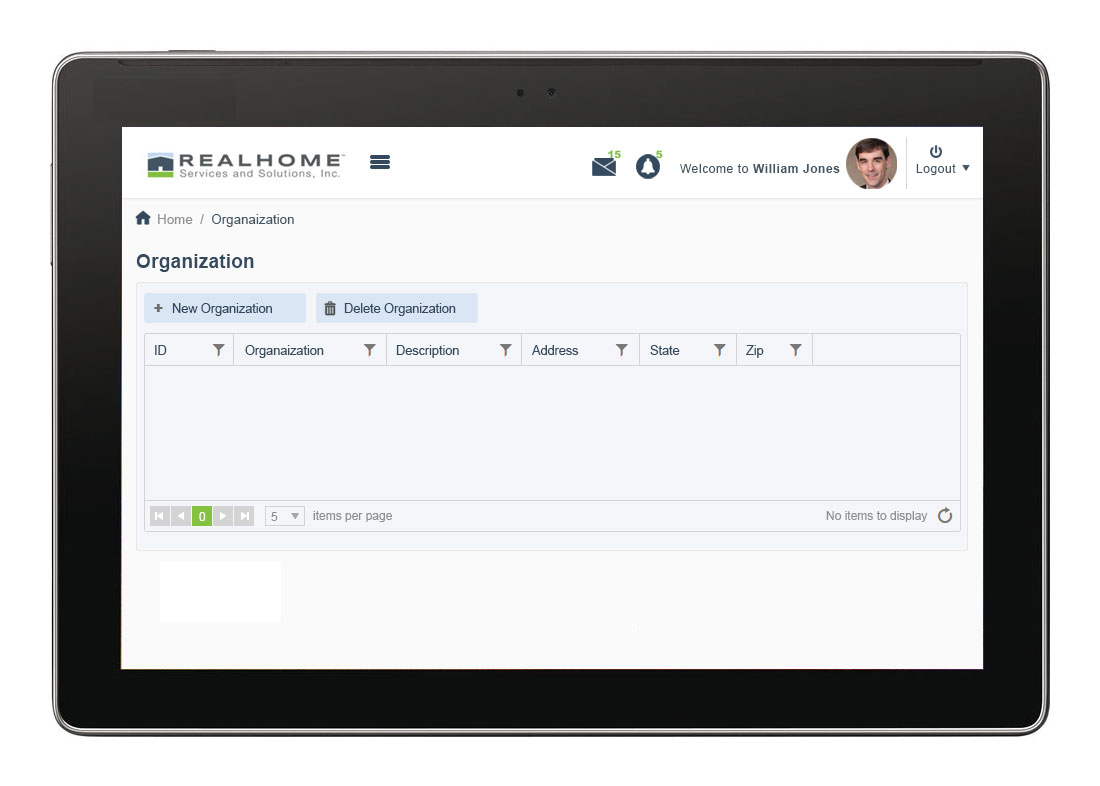 REALHOME™
Services and Solutions, Inc.
15
5
Welcome to William Jones
Logout
Home / Organaization
Organization
+ New Organization
Delete Organization
ID Organaization Description Address State Zip
0 5 items per page No items to display